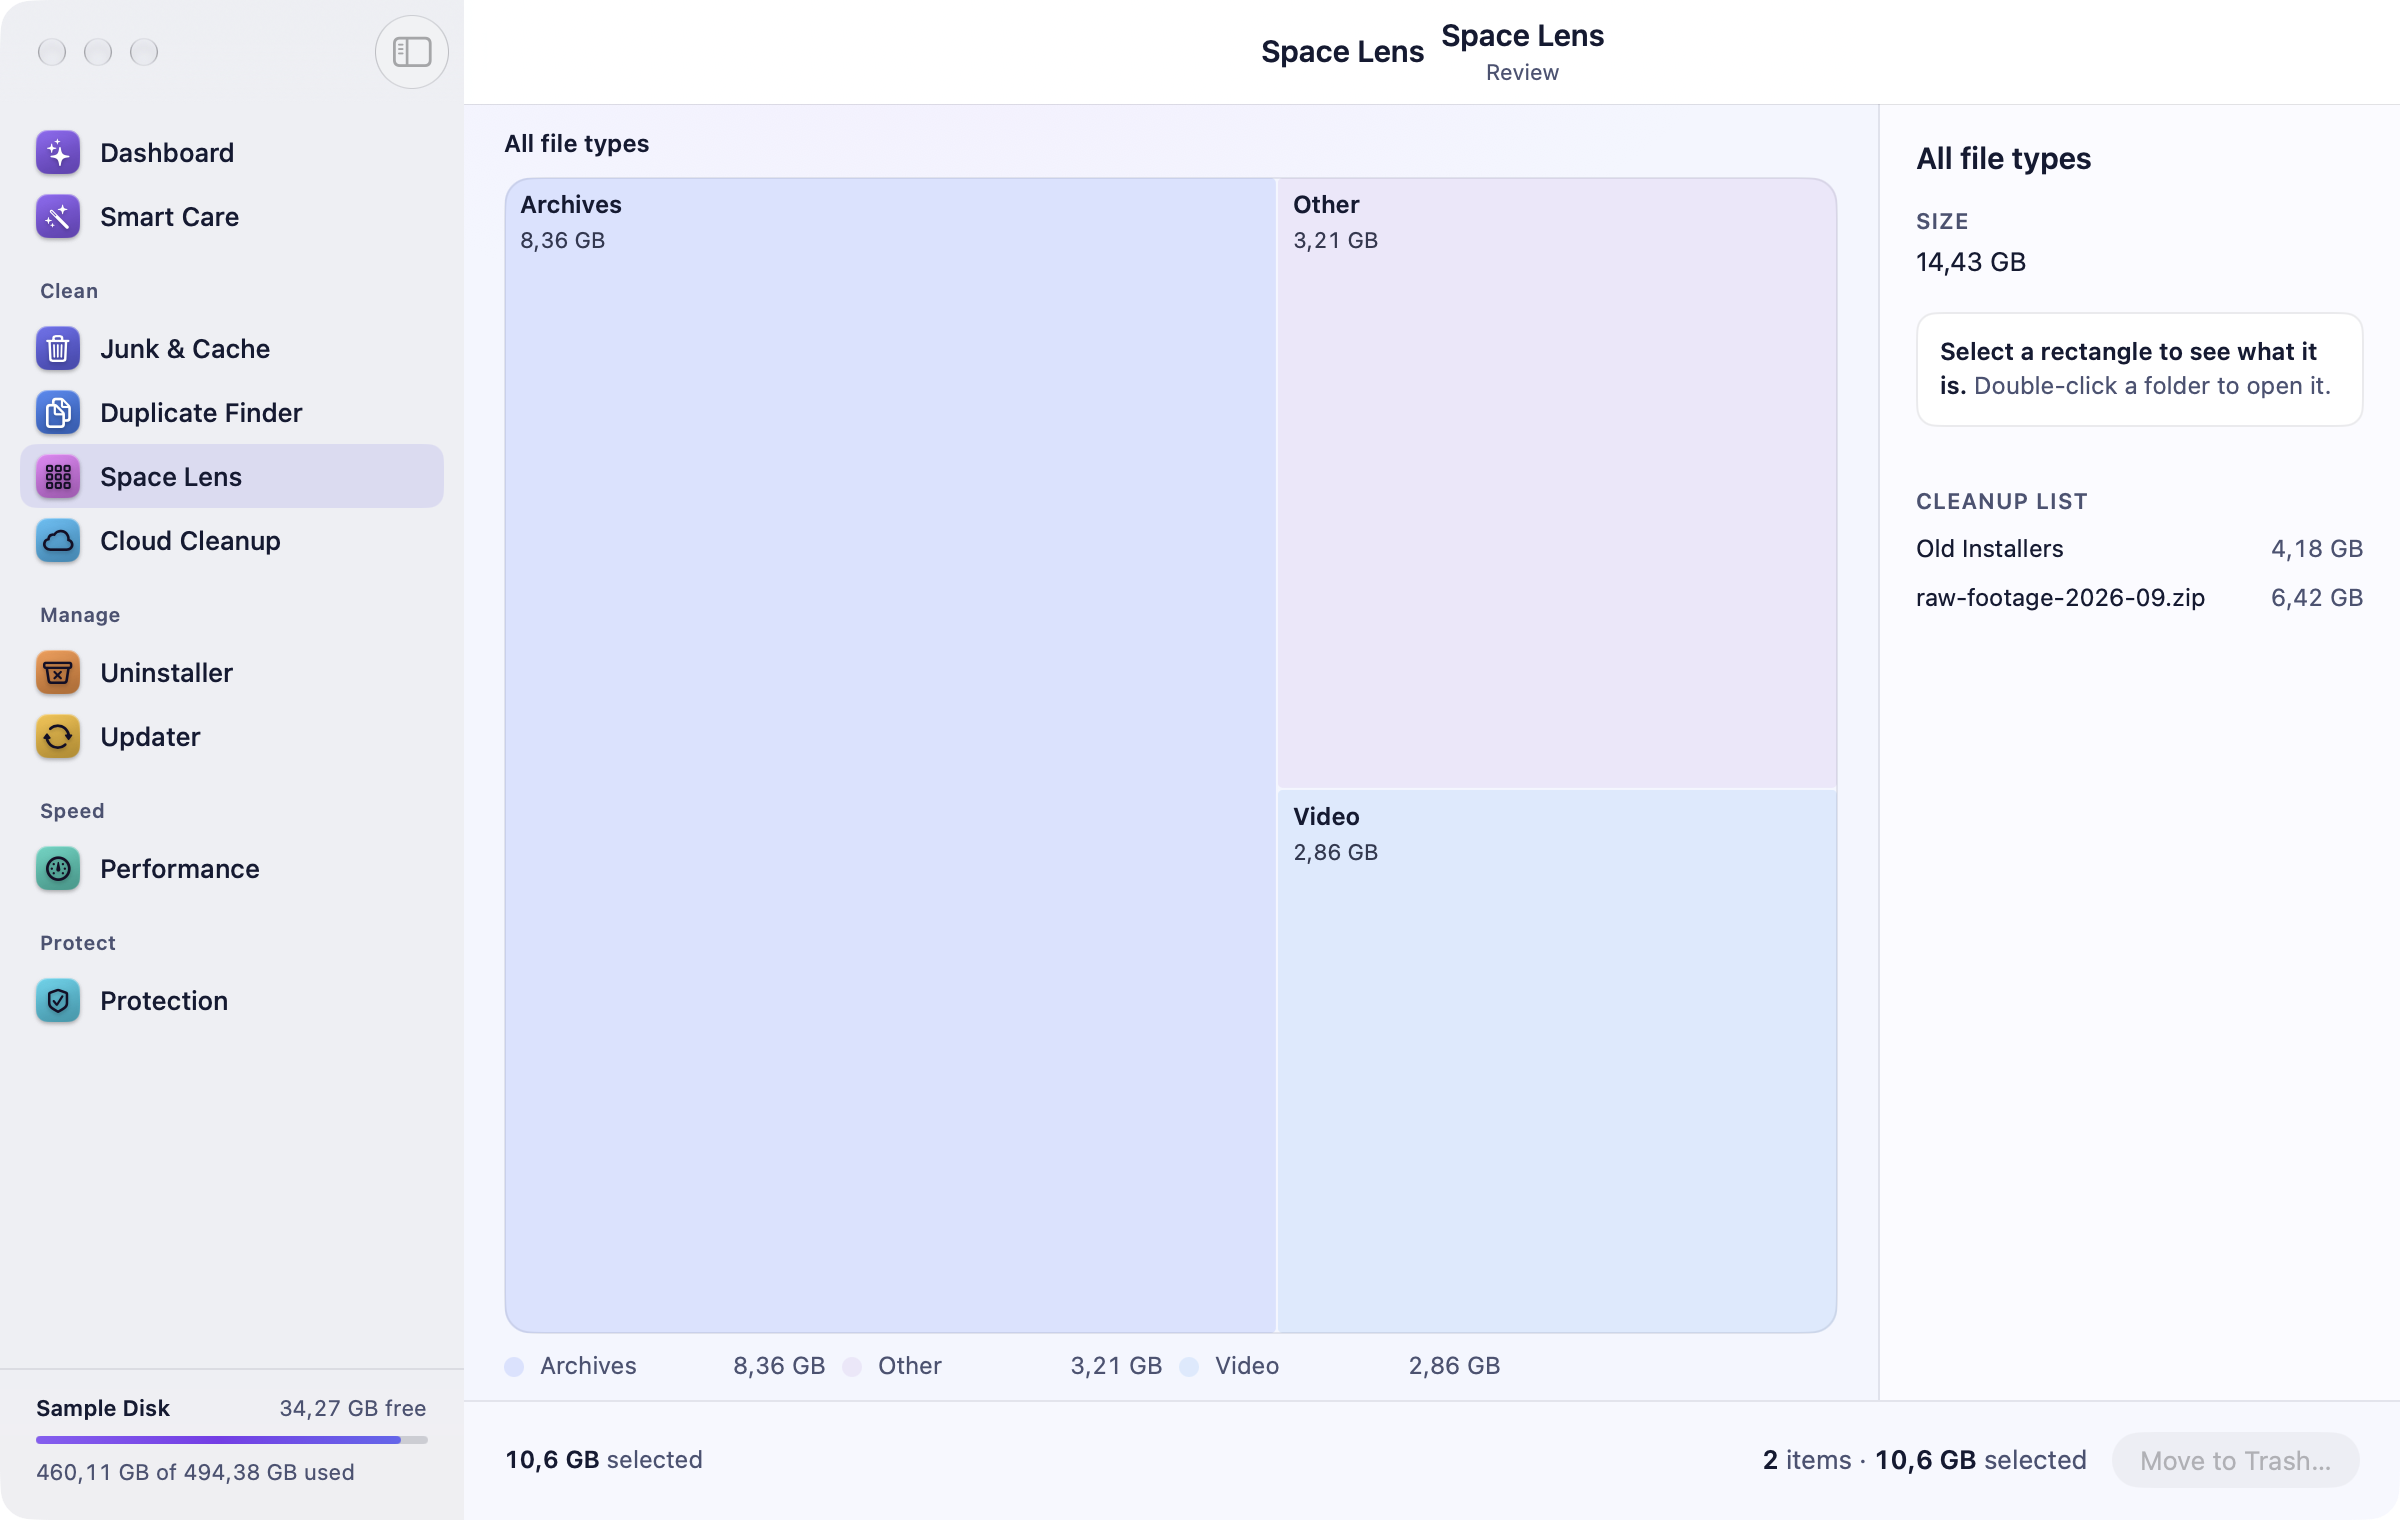 Dashboard
Smart Care
Clean
Junk & Cache
Duplicate Finder
Space Lens
Cloud Cleanup
Manage
Uninstaller
Updater
Speed
Performance
Protect
Protection
Sample Disk
34,27 GB free
460,11 GB of 494,38 GB used
Space Lens
Space Lens
Review
All file types
Archives
8,36 GB
Other
3,21 GB
Video
2,86 GB
Archives 8,36 GB Other 3,21 GB Video 2,86 GB
All file types
SIZE
14,43 GB
Select a rectangle to see what it
is. Double-click a folder to open it.
CLEANUP LIST
Old Installers 4,18 GB
raw-footage-2026-09.zip 6,42 GB
10,6 GB selected
2 items · 10,6 GB selected
Move to Trash...